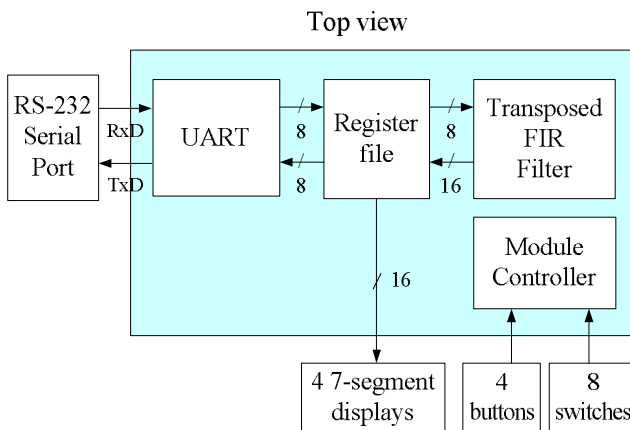 Top view
RS-232
Serial
Port
RxD
TxD
UART
8
8
Register
file
8
16
Transposed
FIR
Filter
Module
Controller
16
4 7-segment
displays
4
buttons
8
switches